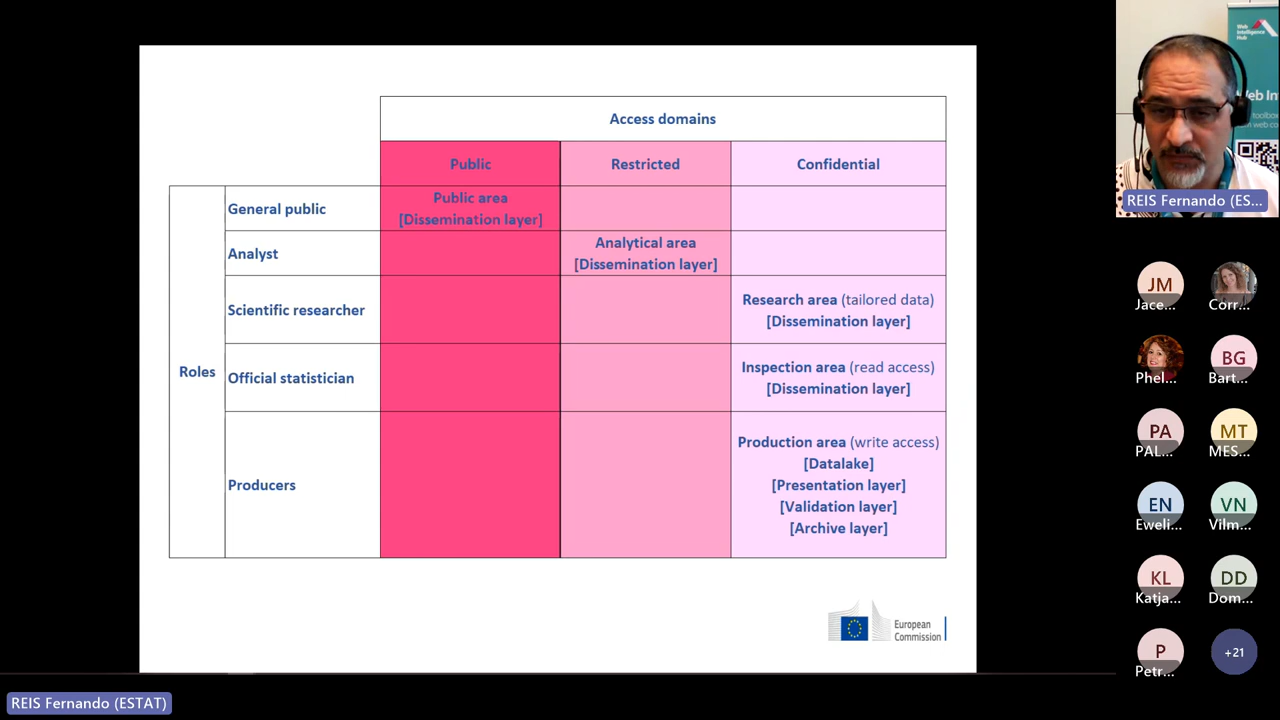 Access domains
Public
Restricted
Confidential
Roles
General public
Public area
[Dissemination layer]
Analyst
Analytical area
[Dissemination layer]
Scientific researcher
Research area (tailored data)
[Dissemination layer]
Official statistician
Inspection area (read access)
[Dissemination layer]
Producers
Production area (write access)
[Datalake]
[Presentation layer]
[Validation layer]
[Archive layer]
European
Commission
REIS Fernando (ESTAT)
Web
Intelligence
Hub
REIS Fernando (ES...
JM
Jace...
Corr...
Phel...
BG
Bart...
PA
PAL...
MT
MES...
EN
Eweli...
VN
Vilm...
KL
Katja...
DD
Dom...
P
Petr...
+21